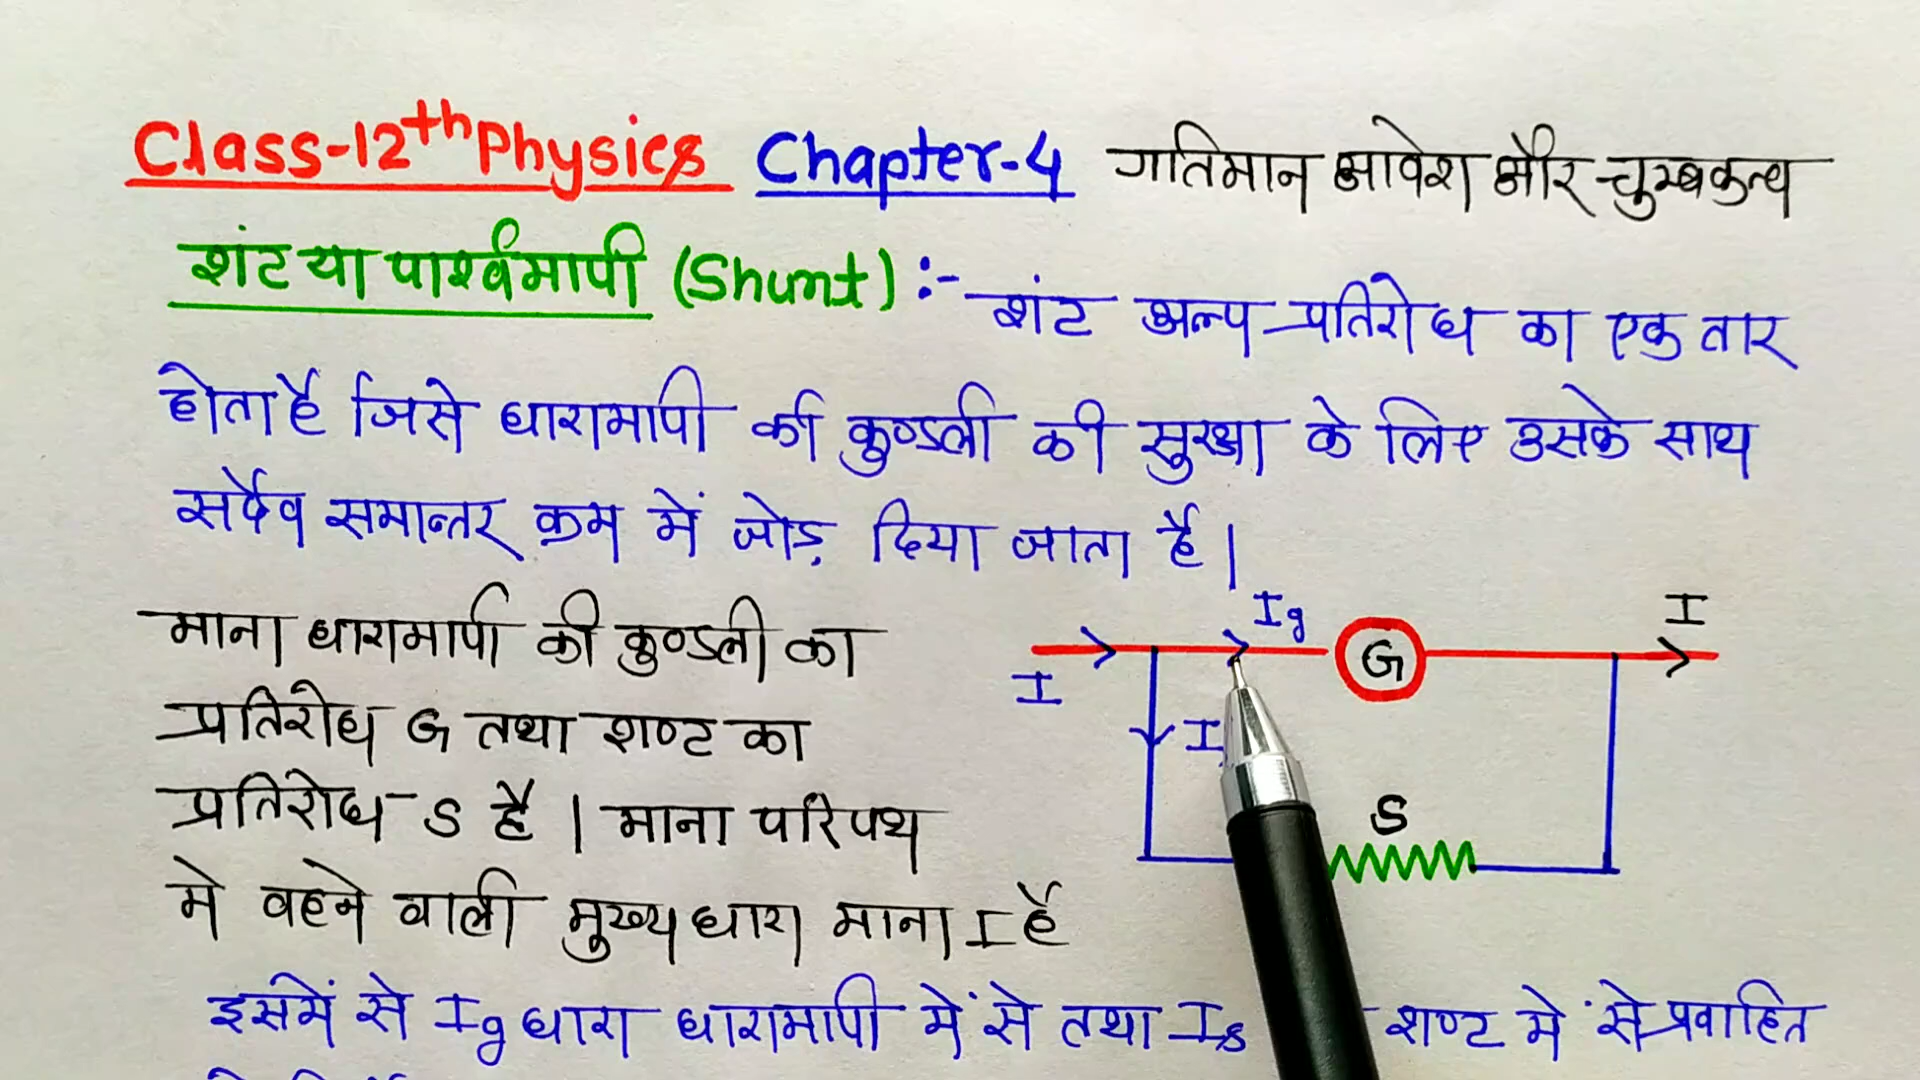 Class-12th Physics Chapter-4 गतिमान आवेश और चुम्बकत्व
शंट या पार्श्वमापी (Shunt) :- शंट अल्प प्रतिरोध का एक तार
होता है जिसे धारामापी की कुण्डली की सुरक्षा के लिए उसके साथ
सदैव समान्तर क्रम में जोड़ दिया जाता है।
माना धारामापी की कुण्डली का
प्रतिरोध G तथा शण्ट का
प्रतिरोध S है। माना परिपथ
मे वहने वाली मुख्य धारा माना I है
I
Ig
G
I
I
S
इसमें से Ig धारा धारामापी में से तथा Is शण्ट में से प्रवाहित